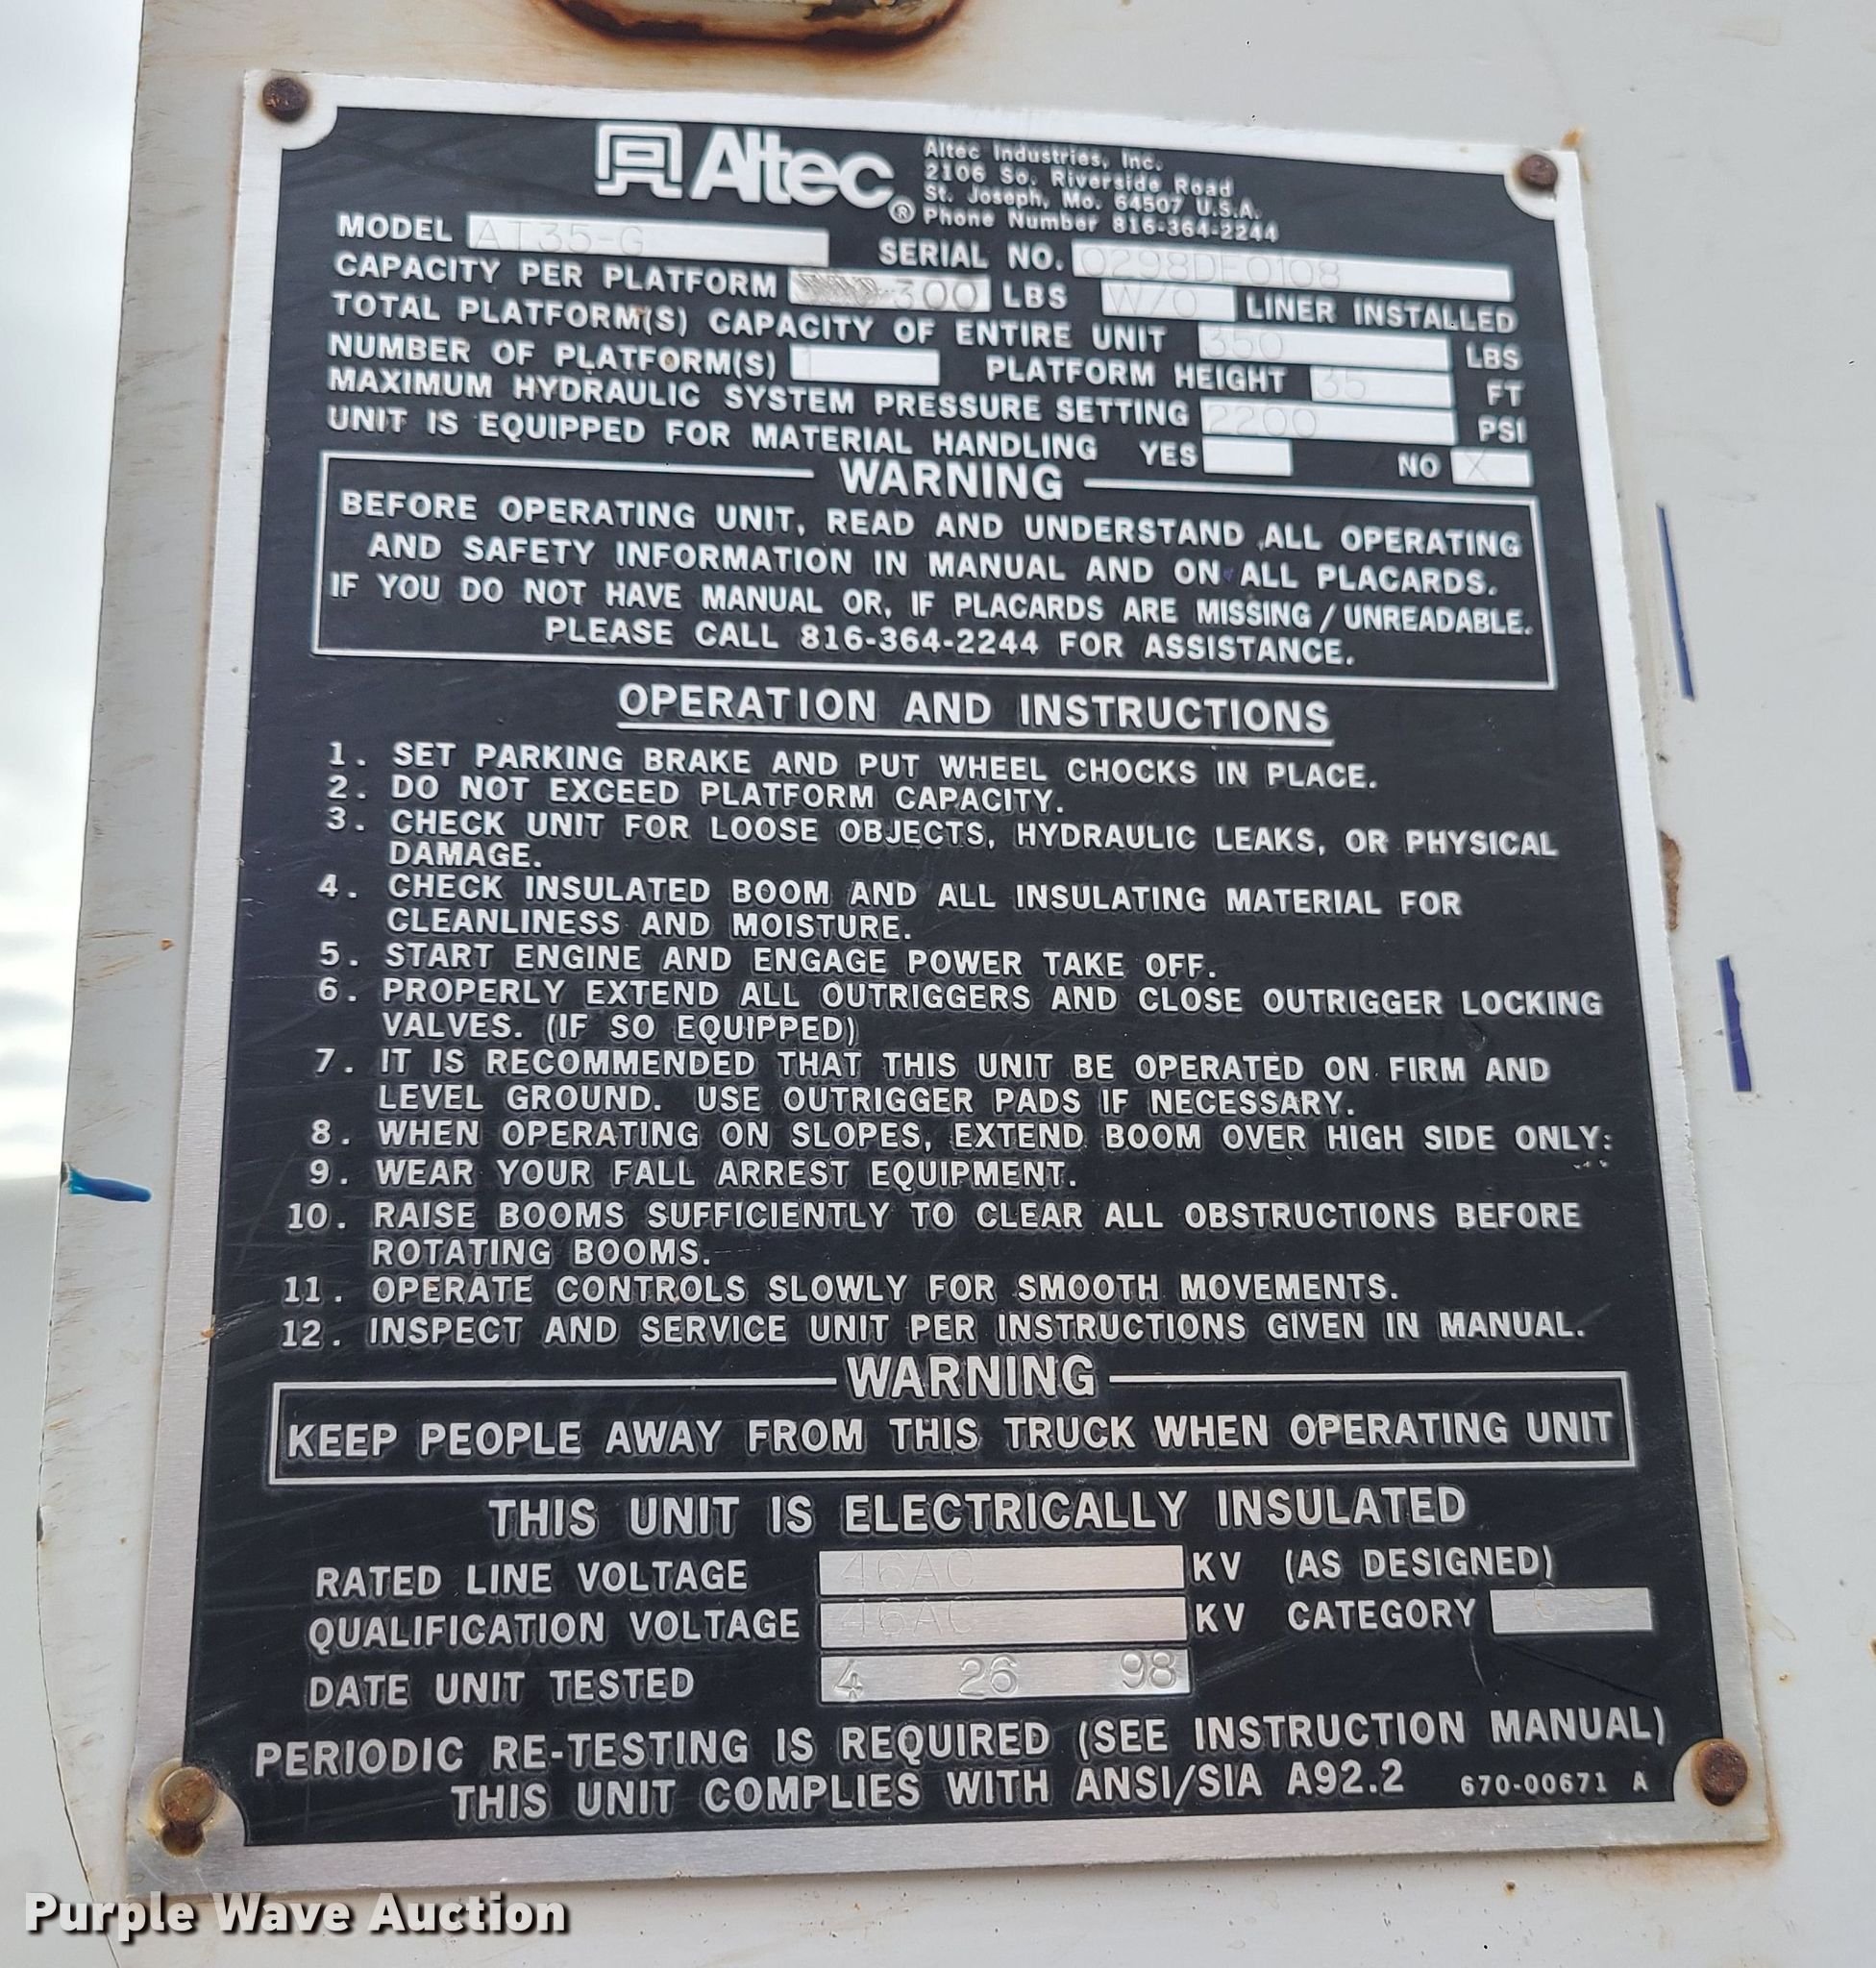 Altec®
Altec Industries, Inc.
2106 So. Riverside Road
St. Joseph, Mo. 64507 U.S.A.
Phone Number 816-364-2244
MODEL AT35-G SERIAL NO. 0298DF0108
CAPACITY PER PLATFORM 300 LBS W/O LINER INSTALLED
TOTAL PLATFORM(S) CAPACITY OF ENTIRE UNIT 350 LBS
NUMBER OF PLATFORM(S) 1 PLATFORM HEIGHT 35 FT
MAXIMUM HYDRAULIC SYSTEM PRESSURE SETTING 2200 PSI
UNIT IS EQUIPPED FOR MATERIAL HANDLING YES NO X
WARNING
BEFORE OPERATING UNIT, READ AND UNDERSTAND ALL OPERATING
AND SAFETY INFORMATION IN MANUAL AND ON ALL PLACARDS.
IF YOU DO NOT HAVE MANUAL OR, IF PLACARDS ARE MISSING / UNREADABLE.
PLEASE CALL 816-364-2244 FOR ASSISTANCE.
OPERATION AND INSTRUCTIONS
1. SET PARKING BRAKE AND PUT WHEEL CHOCKS IN PLACE.
2. DO NOT EXCEED PLATFORM CAPACITY.
3. CHECK UNIT FOR LOOSE OBJECTS, HYDRAULIC LEAKS, OR PHYSICAL
DAMAGE.
4. CHECK INSULATED BOOM AND ALL INSULATING MATERIAL FOR
CLEANLINESS AND MOISTURE.
5. START ENGINE AND ENGAGE POWER TAKE OFF.
6. PROPERLY EXTEND ALL OUTRIGGERS AND CLOSE OUTRIGGER LOCKING
VALVES. (IF SO EQUIPPED)
7. IT IS RECOMMENDED THAT THIS UNIT BE OPERATED ON FIRM AND
LEVEL GROUND. USE OUTRIGGER PADS IF NECESSARY.
8. WHEN OPERATING ON SLOPES, EXTEND BOOM OVER HIGH SIDE ONLY:
9. WEAR YOUR FALL ARREST EQUIPMENT.
10. RAISE BOOMS SUFFICIENTLY TO CLEAR ALL OBSTRUCTIONS BEFORE
ROTATING BOOMS.
11. OPERATE CONTROLS SLOWLY FOR SMOOTH MOVEMENTS.
12. INSPECT AND SERVICE UNIT PER INSTRUCTIONS GIVEN IN MANUAL.
WARNING
KEEP PEOPLE AWAY FROM THIS TRUCK WHEN OPERATING UNIT
THIS UNIT IS ELECTRICALLY INSULATED
RATED LINE VOLTAGE 46AC KV (AS DESIGNED)
QUALIFICATION VOLTAGE 46AC KV CATEGORY
DATE UNIT TESTED 4 26 98
PERIODIC RE-TESTING IS REQUIRED (SEE INSTRUCTION MANUAL)
THIS UNIT COMPLIES WITH ANSI/SIA A92.2 670-00671 A
Purple Wave Auction